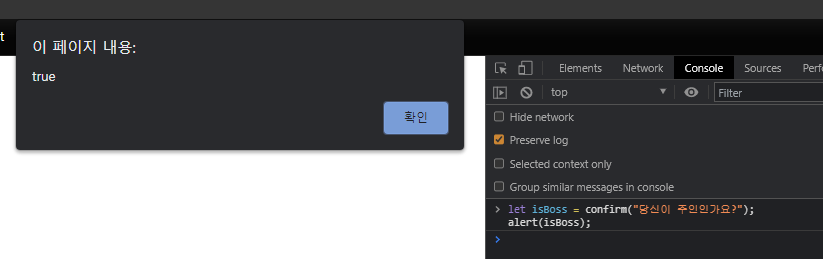 t
이 페이지 내용:
true
확인
Elements Network Console Sources
top Filter
Hide network
Preserve log
Selected context only
Group similar messages in console
let isBoss = confirm("당신이 주인인가요?");
alert(isBoss);